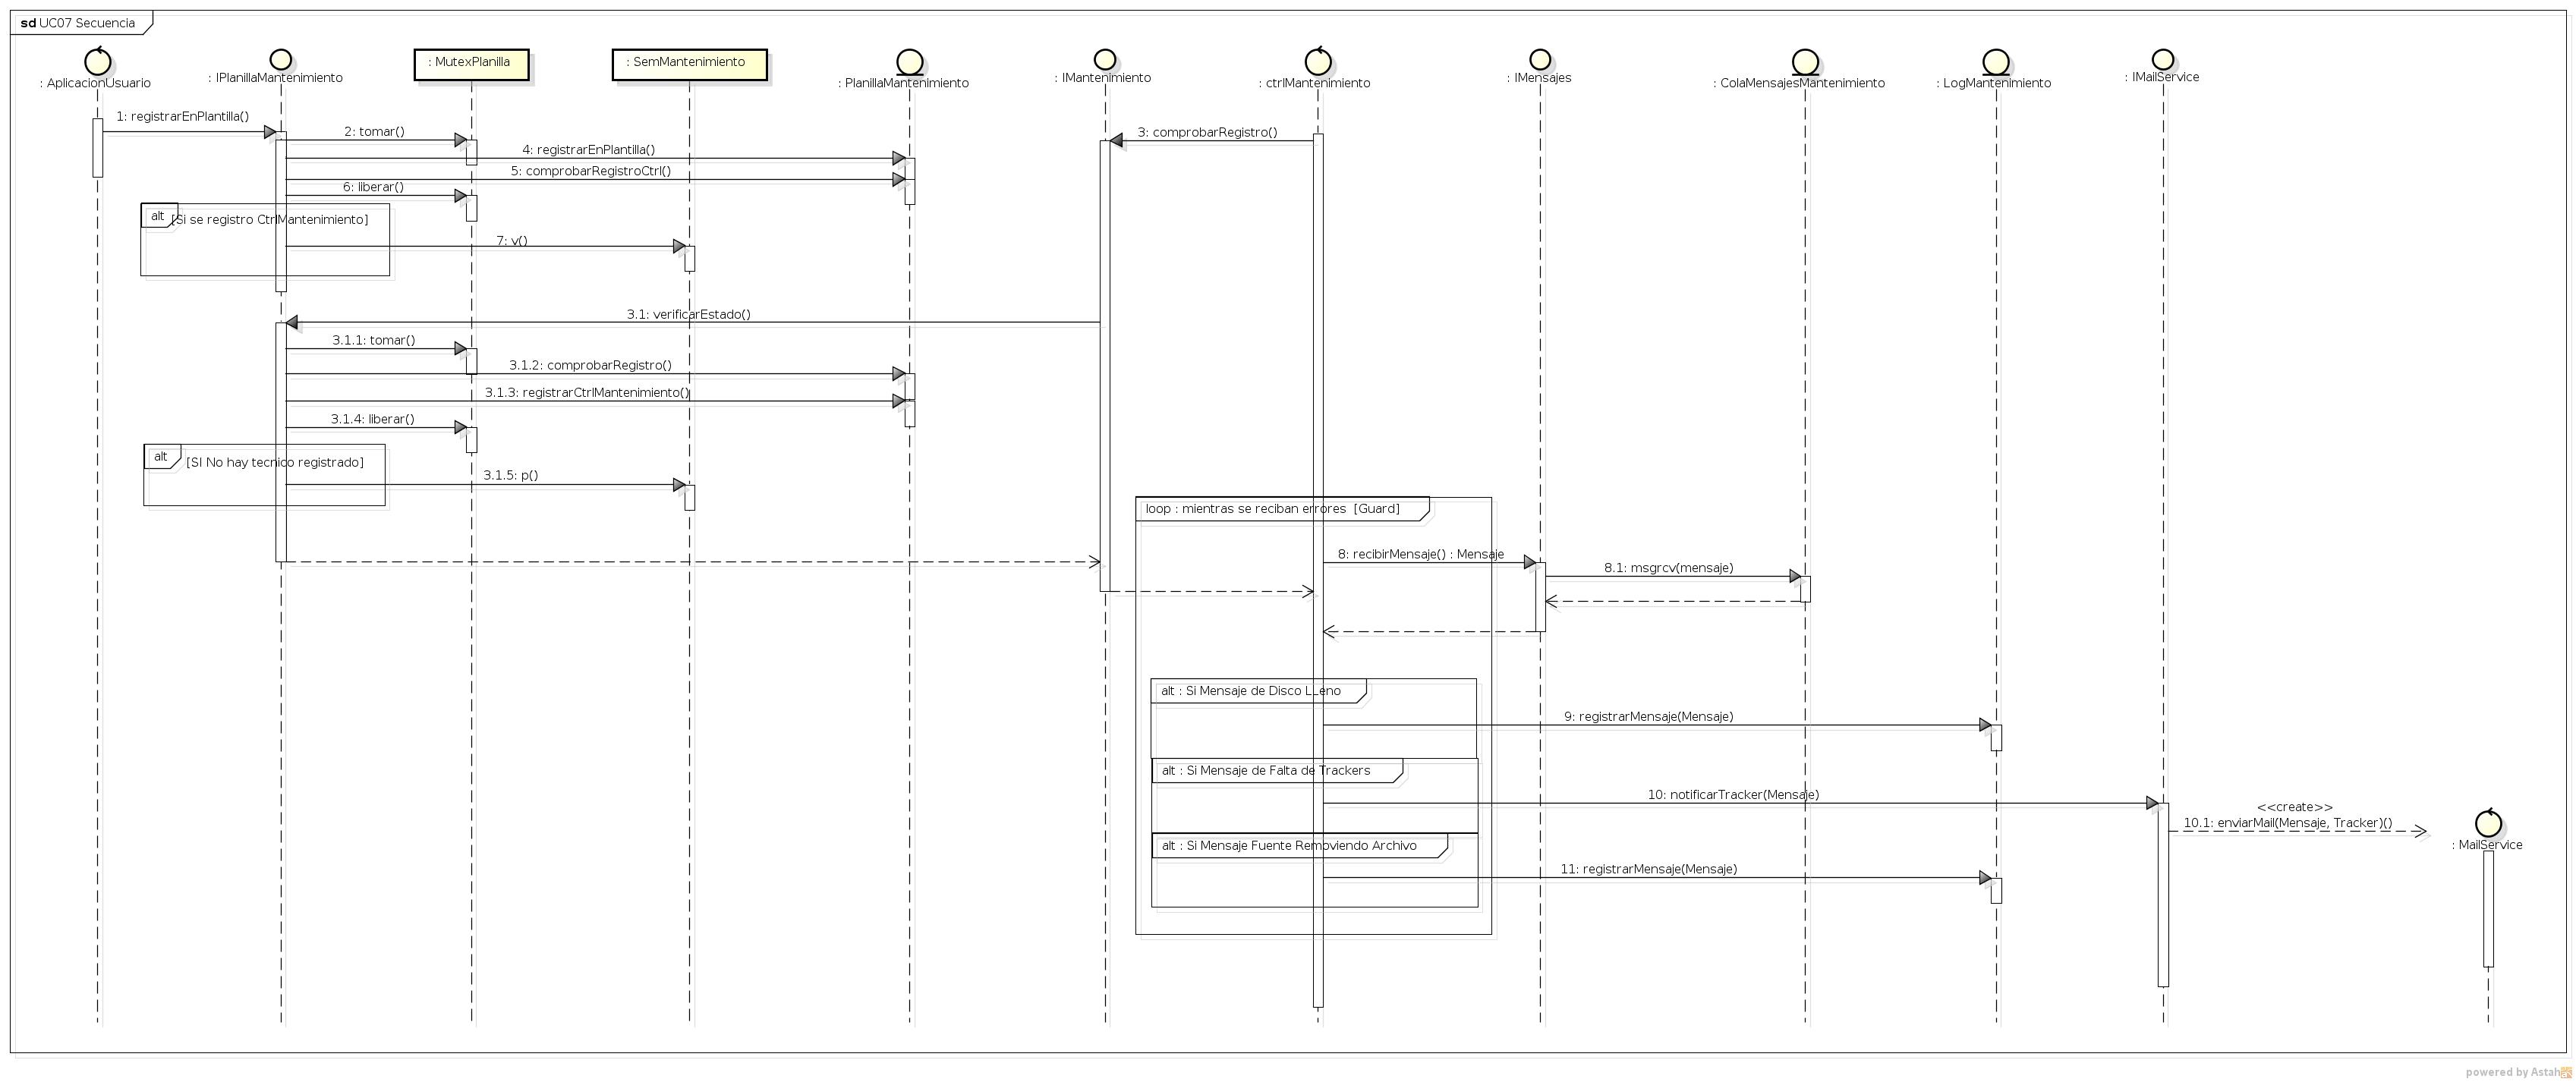 sd UC07 Secuencia
: AplicacionUsuario
: IPlanillaMantenimiento
: MutexPlanilla
: SemMantenimiento
: PlanillaMantenimiento
: IMantenimiento
: ctrlMantenimiento
: IMensajes
: ColaMensajesMantenimiento
: LogMantenimiento
: IMailService
1: registrarEnPlantilla()
2: tomar()
3: comprobarRegistro()
4: registrarEnPlantilla()
5: comprobarRegistroCtrl()
6: liberar()
alt [Si se registro CtrlMantenimiento]
7: v()
3.1: verificarEstado()
3.1.1: tomar()
3.1.2: comprobarRegistro()
3.1.3: registrarCtrlMantenimiento()
3.1.4: liberar()
alt [SI No hay tecnico registrado]
3.1.5: p()
loop : mientras se reciban errores [Guard]
8: recibirMensaje() : Mensaje
8.1: msgrcv(mensaje)
alt : Si Mensaje de Disco LLeno
9: registrarMensaje(Mensaje)
alt : Si Mensaje de Falta de Trackers
10: notificarTracker(Mensaje)
<<create>>
10.1: enviarMail(Mensaje, Tracker)()
: MailService
alt : Si Mensaje Fuente Removiendo Archivo
11: registrarMensaje(Mensaje)
powered by Astah